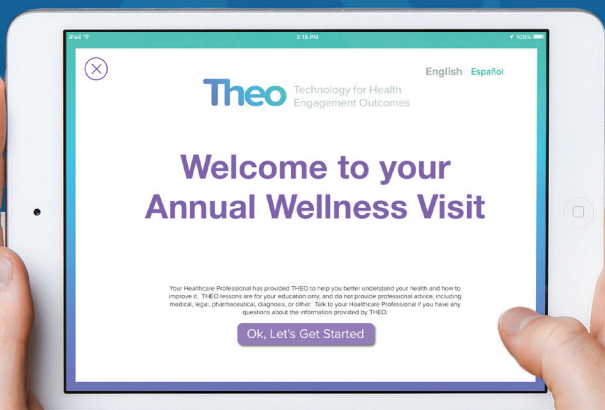 iPad 3:15 PM 100%
English Español
Theo Technology for Health
Engagement Outcomes
Welcome to your
Annual Wellness Visit
Your Healthcare Professional has provided THEO to help you better understand your health and how to
improve it. THEO lessons are for your education only, and do not provide professional advice, including
medical, legal, pharmaceutical, diagnosis, or other. Talk to your Healthcare Professional if you have any
questions about the information provided by THEO.
Ok, Let's Get Started